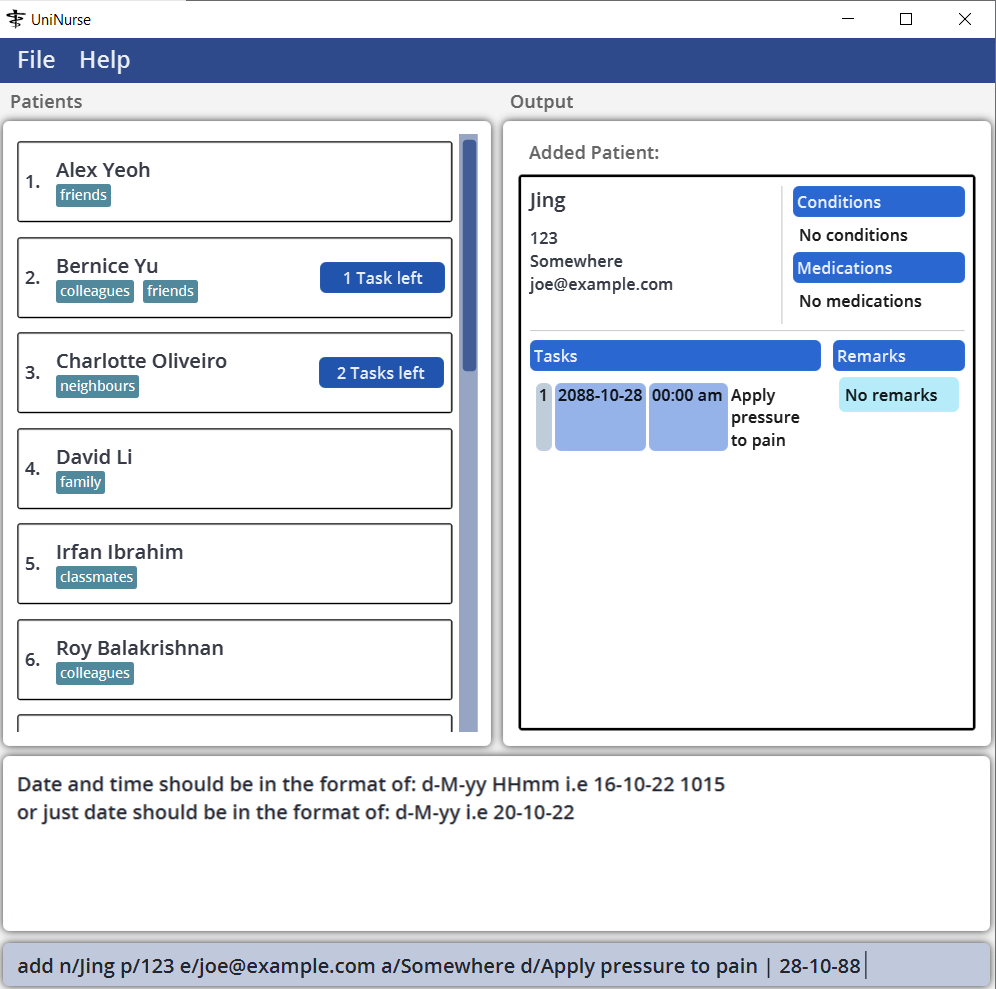 UniNurse
File Help
Patients
1. Alex Yeoh
friends
2. Bernice Yu
colleagues friends
1 Task left
3. Charlotte Oliveiro
neighbours
2 Tasks left
4. David Li
family
5. Irfan Ibrahim
classmates
6. Roy Balakrishnan
colleagues
Output
Added Patient:
Jing
123
Somewhere
joe@example.com
Conditions
No conditions
Medications
No medications
Tasks
1 2088-10-28 00:00 am Apply
pressure
to pain
Remarks
No remarks
Date and time should be in the format of: d-M-yy HHmm i.e 16-10-22 1015
or just date should be in the format of: d-M-yy i.e 20-10-22
add n/Jing p/123 e/joe@example.com a/Somewhere d/Apply pressure to pain | 28-10-88